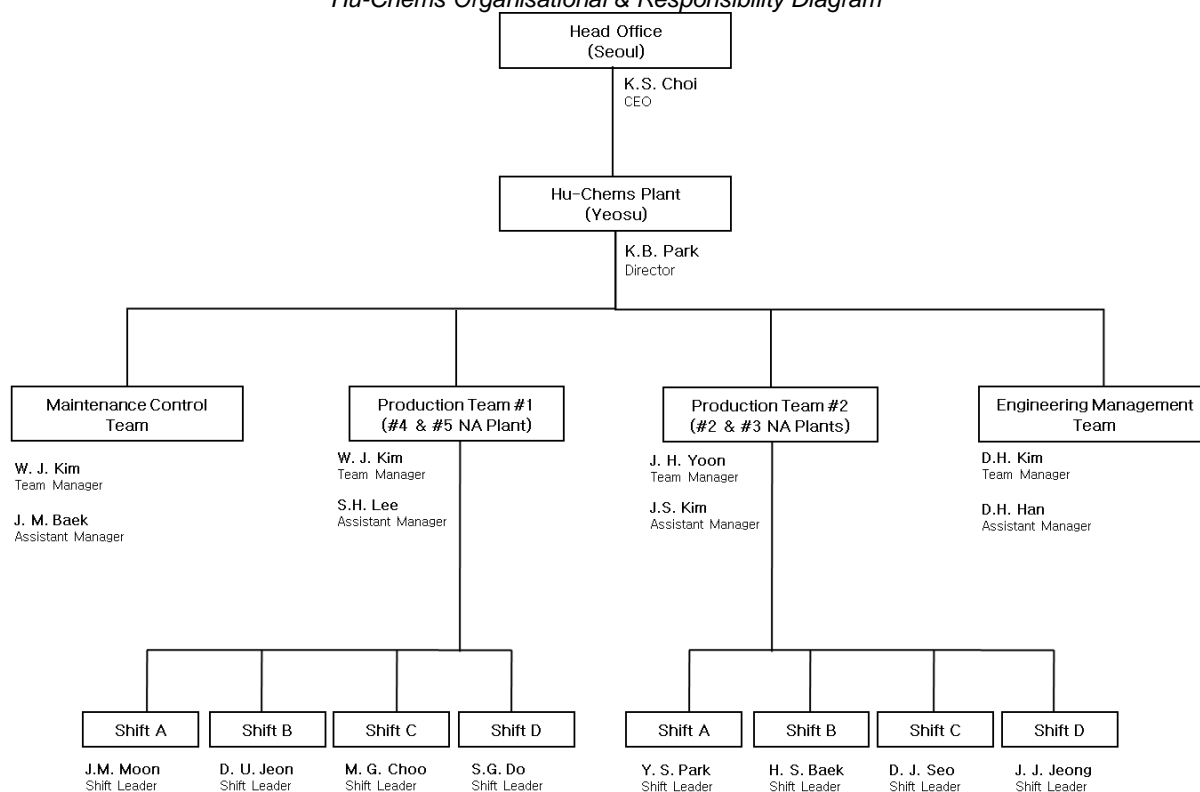 Hu-Chems Organisational & Responsibility Diagram
Head Office
(Seoul)
K.S. Choi
CEO
Hu-Chems Plant
(Yeosu)
K.B. Park
Director
Maintenance Control
Team
W. J. Kim
Team Manager
J. M. Baek
Assistant Manager
Production Team #1
(#4 & #5 NA Plant)
W. J. Kim
Team Manager
S.H. Lee
Assistant Manager
Production Team #2
(#2 & #3 NA Plants)
J. H. Yoon
Team Manager
J.S. Kim
Assistant Manager
Engineering Management
Team
D.H. Kim
Team Manager
D.H. Han
Assistant Manager
Shift A
J.M. Moon
Shift Leader
Shift B
D. U. Jeon
Shift Leader
Shift C
M. G. Choo
Shift Leader
Shift D
S.G. Do
Shift Leader
Shift A
Y. S. Park
Shift Leader
Shift B
H. S. Baek
Shift Leader
Shift C
D. J. Seo
Shift Leader
Shift D
J. J. Jeong
Shift Leader